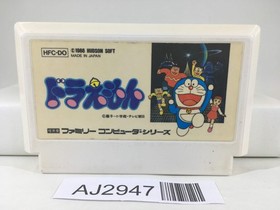 HFC-DO
©1986 HUDSON SOFT
MADE IN JAPAN
ドラえもん
ファミリー コンピュータ・シリーズ
AJ2947